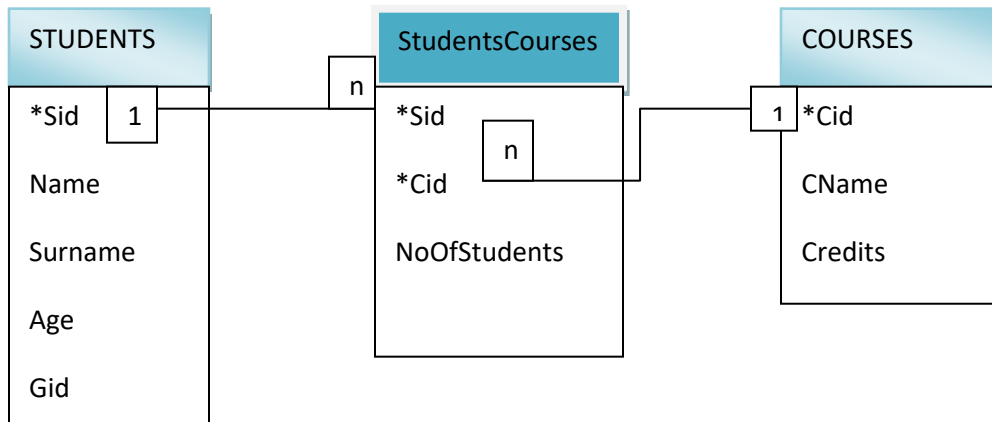 STUDENTS
*Sid
1
Name
Surname
Age
Gid
n
StudentsCourses
*Sid
n
*Cid
NoOfStudents
COURSES
1
*Cid
CName
Credits